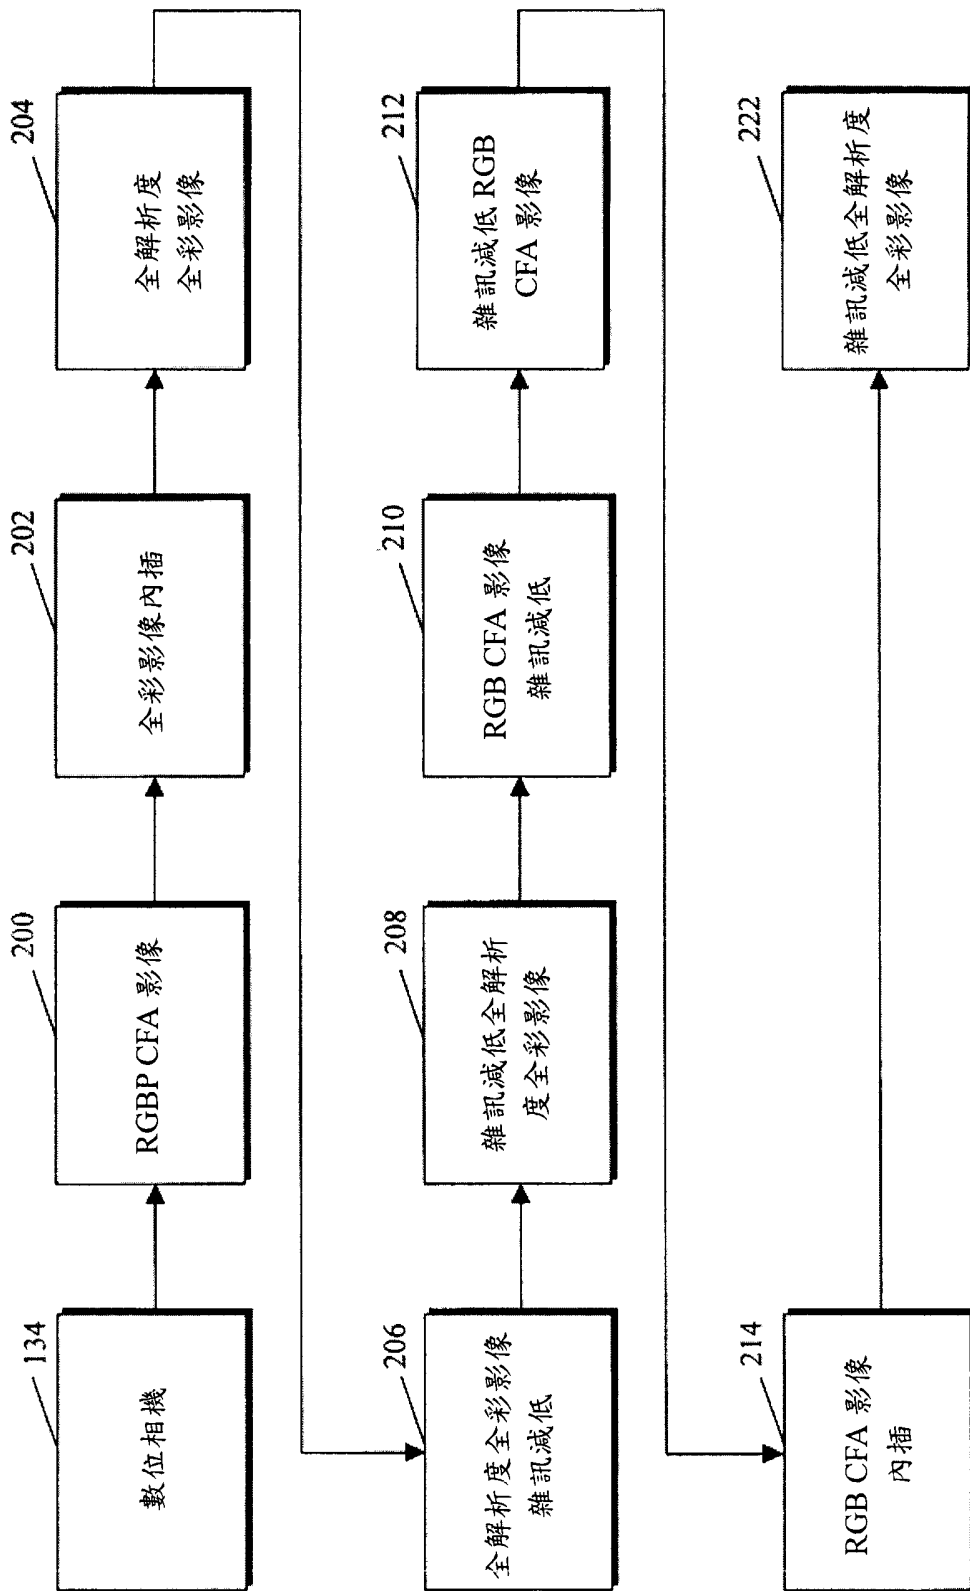 134
數位相機
200
RGBP CFA 影像
202
全彩影像內插
204
全解析度
全彩影像
206
全解析度全彩影像
雜訊減低
208
雜訊減低全解析
度全彩影像
210
RGB CFA 影像
雜訊減低
212
雜訊減低 RGB
CFA 影像
214
RGB CFA 影像
內插
222
雜訊減低全解析度
全彩影像